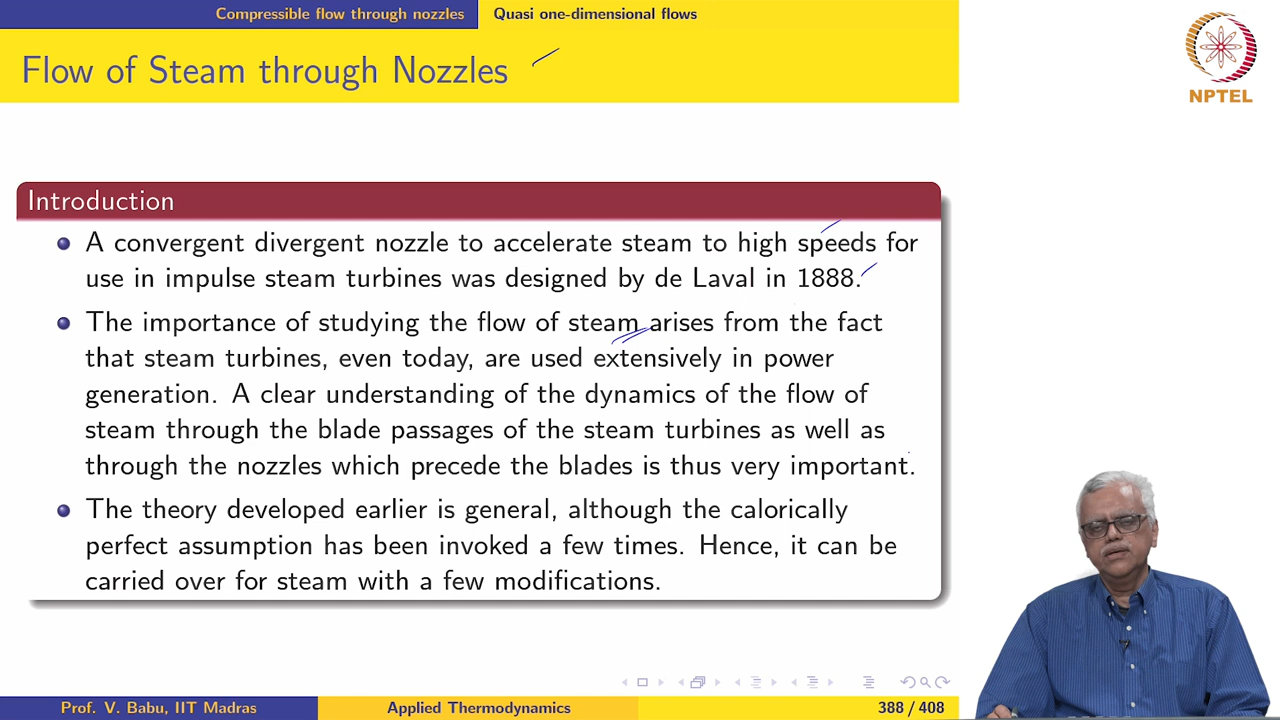 Compressible flow through nozzles Quasi one-dimensional flows
Flow of Steam through Nozzles
NPTEL
Introduction
A convergent divergent nozzle to accelerate steam to high speeds for
use in impulse steam turbines was designed by de Laval in 1888.
The importance of studying the flow of steam arises from the fact
that steam turbines, even today, are used extensively in power
generation. A clear understanding of the dynamics of the flow of
steam through the blade passages of the steam turbines as well as
through the nozzles which precede the blades is thus very important.
The theory developed earlier is general, although the calorically
perfect assumption has been invoked a few times. Hence, it can be
carried over for steam with a few modifications.
Prof. V. Babu, IIT Madras Applied Thermodynamics 388 / 408